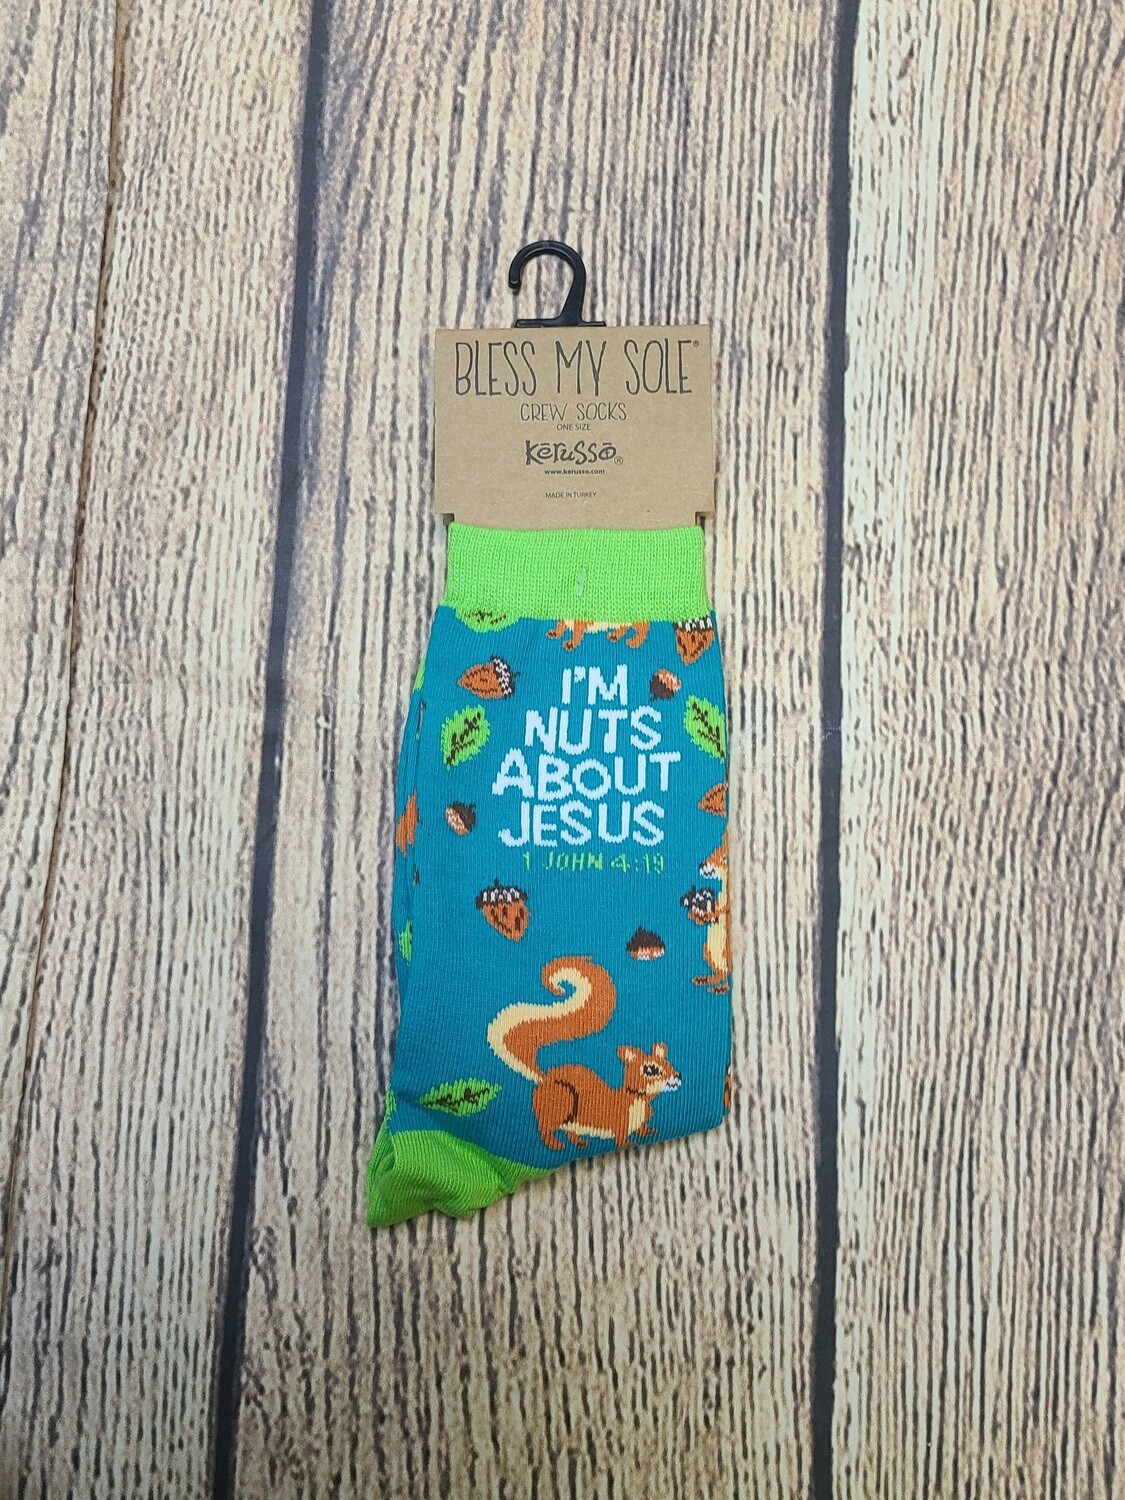 BLESS MY SOLE®
CREW SOCKS
ONE SIZE
kerusso®
www.kerusso.com
MADE IN TURKEY
I'M
NUTS
ABOUT
JESUS
1 JOHN 4:19